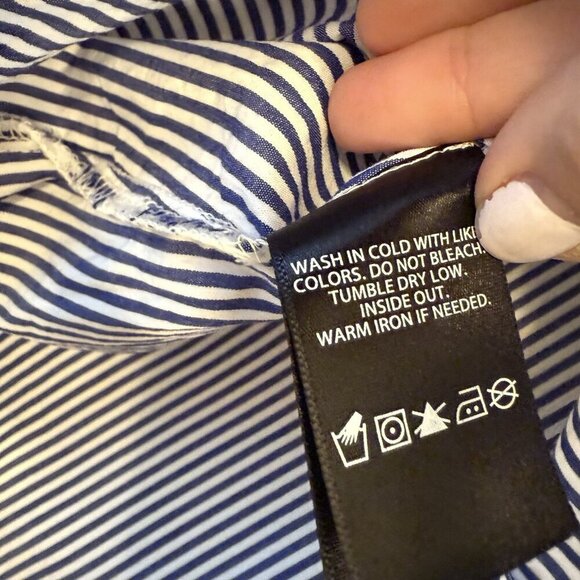 WASH IN COLD WITH LIKE
COLORS. DO NOT BLEACH.
TUMBLE DRY LOW.
INSIDE OUT.
WARM IRON IF NEEDED.